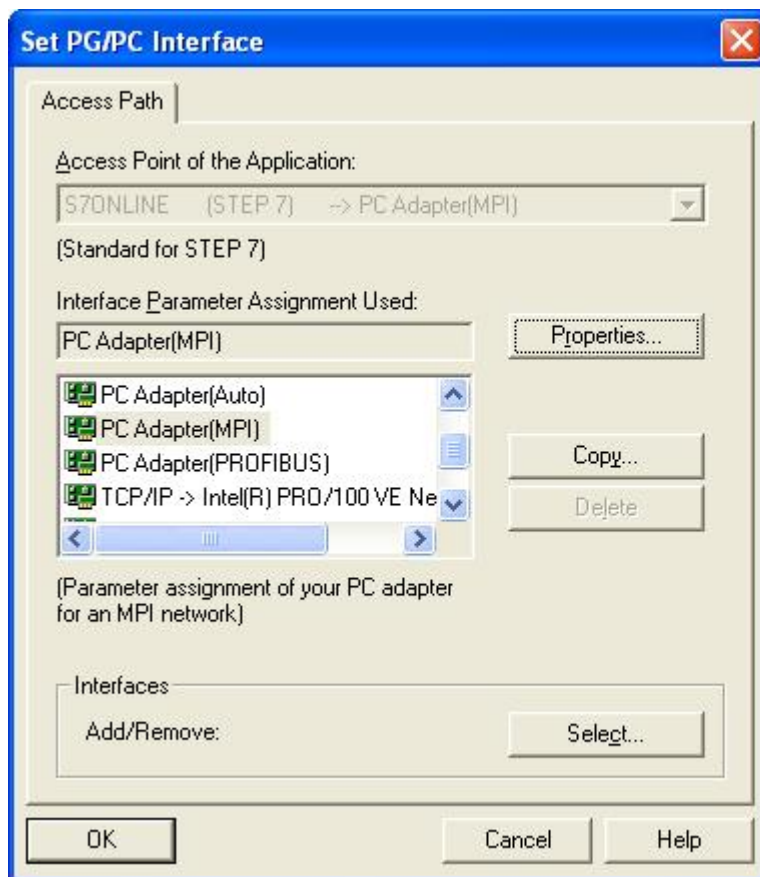 Set PG/PC Interface
Access Path
Access Point of the Application:
S7ONLINE (STEP 7) --> PC Adapter(MPI)
(Standard for STEP 7)
Interface Parameter Assignment Used:
PC Adapter(MPI)
Properties...
PC Adapter(Auto)
PC Adapter(MPI)
PC Adapter(PROFIBUS)
TCP/IP -> Intel(R) PRO/100 VE Ne
Copy...
Delete
(Parameter assignment of your PC adapter
for an MPI network)
Interfaces
Add/Remove:
Select...
OK
Cancel
Help